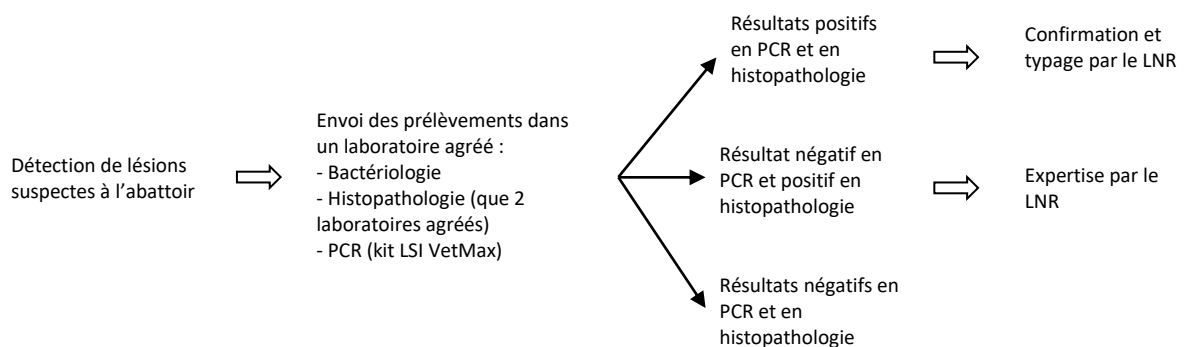 Détection de lésions
suspectes à l’abattoir
Envoi des prélèvements dans
un laboratoire agréé :
- Bactériologie
- Histopathologie (que 2
laboratoires agréés)
- PCR (kit LSI VetMax)
Résultats positifs
en PCR et en
histopathologie
Confirmation et
typage par le LNR
Résultat négatif en
PCR et positif en
histopathologie
Expertise par le
LNR
Résultats négatifs en
PCR et en
histopathologie